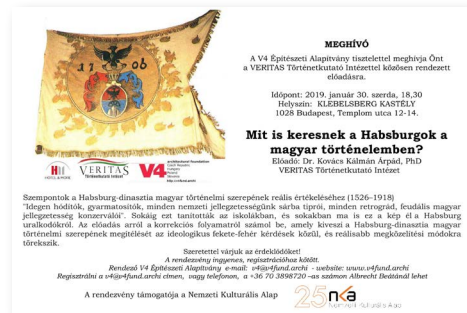 MEGHÍVÓ
A V4 Építészeti Alapítvány tisztelettel meghívja Önt
a VERITAS Történetkutató Intézettel közösen rendezett
előadásra.
Időpont: 2019. január 30. szerda, 18,30
Helyszín: KLEBELSBERG KASTÉLY
1028 Budapest, Templom utca 12-14.
Mit is keresnek a Habsburgok a
magyar történelemben?
Előadó: Dr. Kovács Kálmán Árpád, PhD
VERITAS Történetkutató Intézet
1706
VERITAS
Történetkutató Intézet
V4
architectural foundation
Szempontok a Habsburg-dinasztia magyar történelmi szerepének reális értékeléséhez (1526–1918)
"Idegen hódítók, gyarmatosítók, minden nemzeti jellegzetességünk sárba tiprói, minden retrográd, feudális magyar
jellegzetesség konzerválói". Sokáig ezt tanították az iskolákban, és sokakban ma is ez a kép él a Habsburg
uralkodókról. Az előadás arról a korrekciós folyamatról számol be, amely kiveszi a Habsburg-dinasztia magyar
történelmi szerepének megítélését az ideologikus fekete-fehér kérdések közül, és reálisabb megközelítési módokra
törekszik.
Szeretettel várjuk az érdeklődőket!
A rendezvény ingyenes, regisztrációhoz kötött.
Rendező V4 Építészeti Alapítvány e-mail: v4@v4fund.archi - website: www.v4fund.archi
Regisztrálni a v4@v4fund.archi címen, vagy telefonon, a +36 70 3898720 –as számon Albrecht Beátánál lehet
A rendezvény támogatója a Nemzeti Kulturális Alap
25 nka
Nemzeti Kulturális Alap